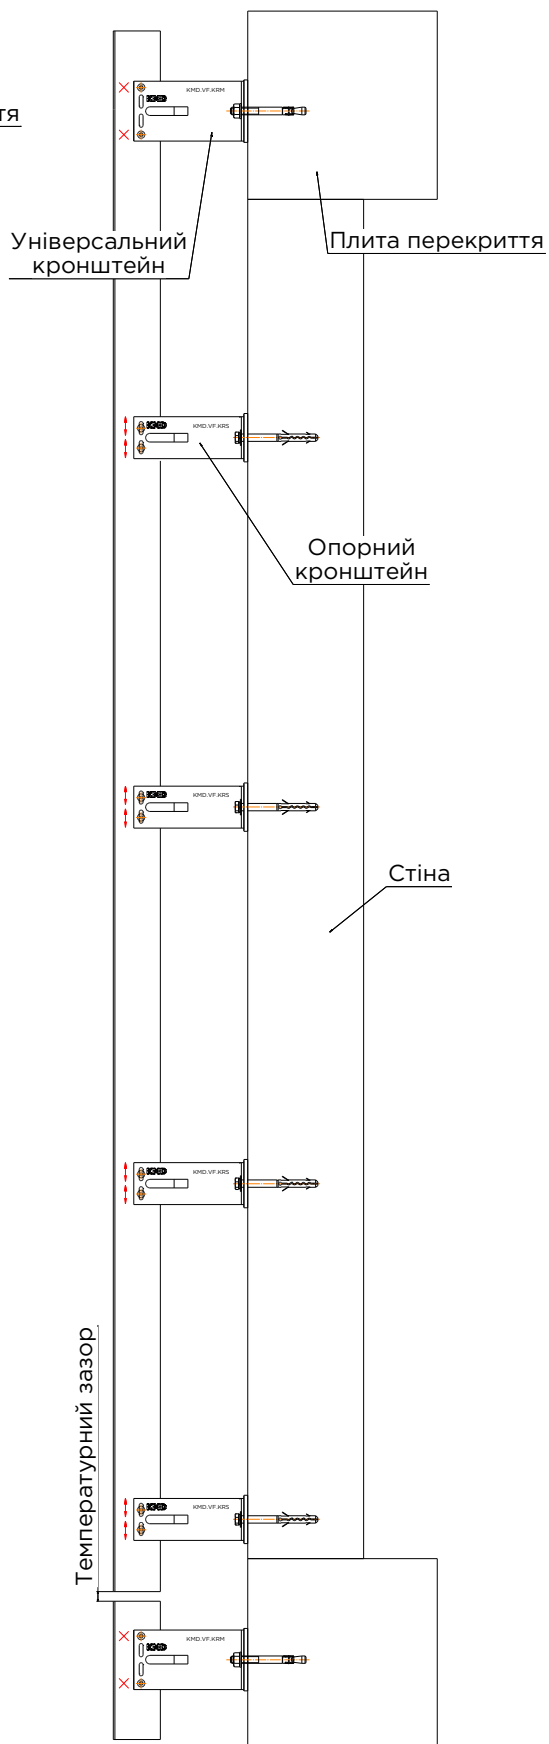 KMD.VF.KRM
тя
Універсальний
кронштейн
Плита перекриття
KMD.VF.KRS
Опорний
кронштейн
KMD.VF.KRS
Стіна
KMD.VF.KRS
Температурний зазор
KMD.VF.KRS
KMD.VF.KRM